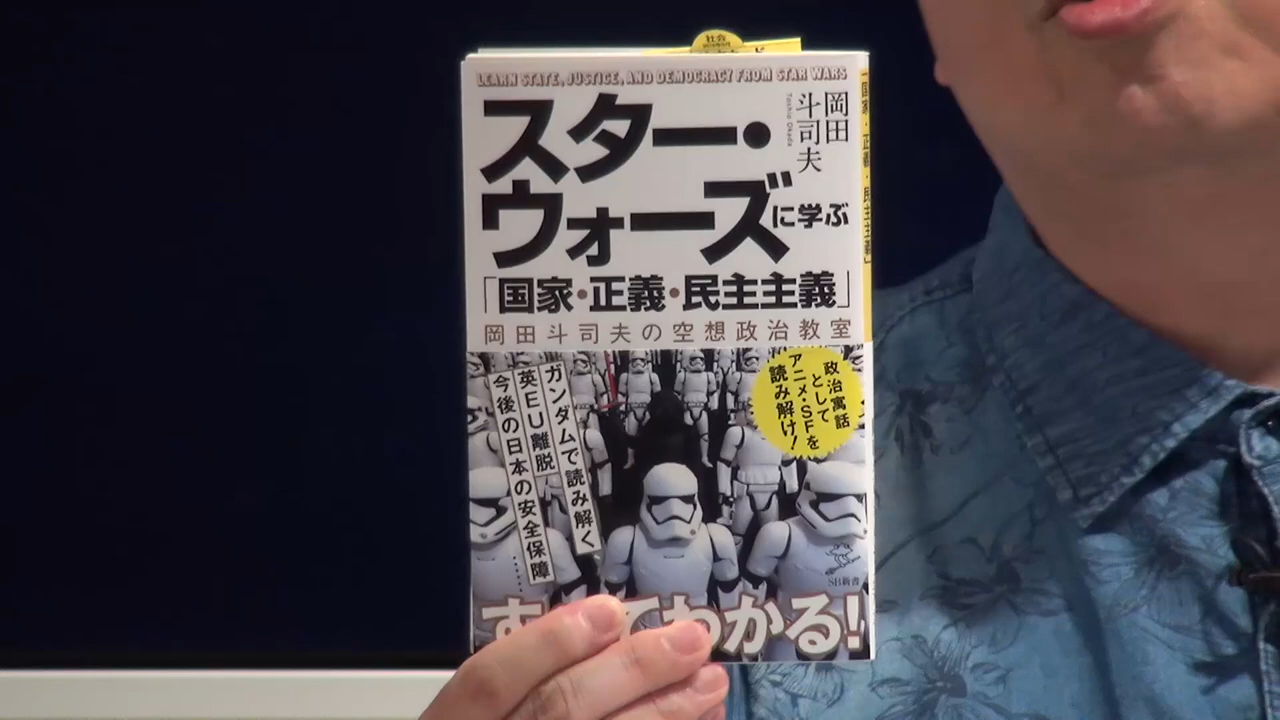 社会
LEARN STATE, JUSTICE, AND DEMOCRACY FROM STAR WARS
岡田
斗司夫
Toshio Okada
スター・
ウォーズに学ぶ
「国家・正義・民主主義」
岡田斗司夫の空想政治教室
「国家・正義・民主主義」
政治寓話
として
アニメ・SFを
読み解け!
ガンダムで読み解く
英EU離脱
今後の日本の安全保障……
SB新書
す てわかる!